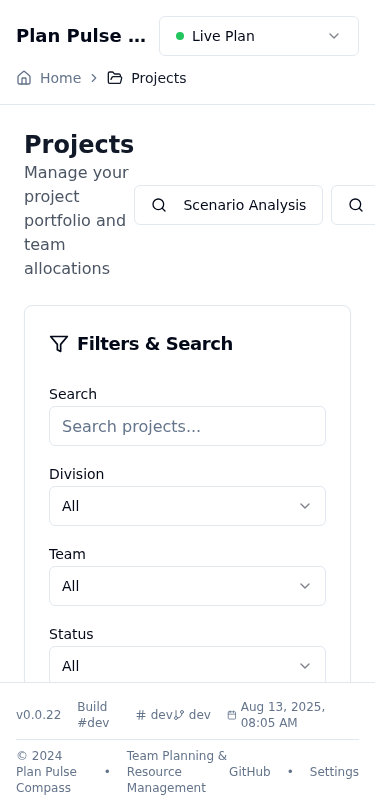 Plan Pulse ...
Live Plan
Home
Projects
Projects
Manage your
project
portfolio and
team
allocations
Scenario Analysis
Filters & Search
Search
Search projects...
Division
All
Team
All
Status
All
v0.0.22
Build
#dev
dev
dev
Aug 13, 2025,
08:05 AM
© 2024
Plan Pulse
Compass
•
Team Planning &
Resource
Management
GitHub
•
Settings